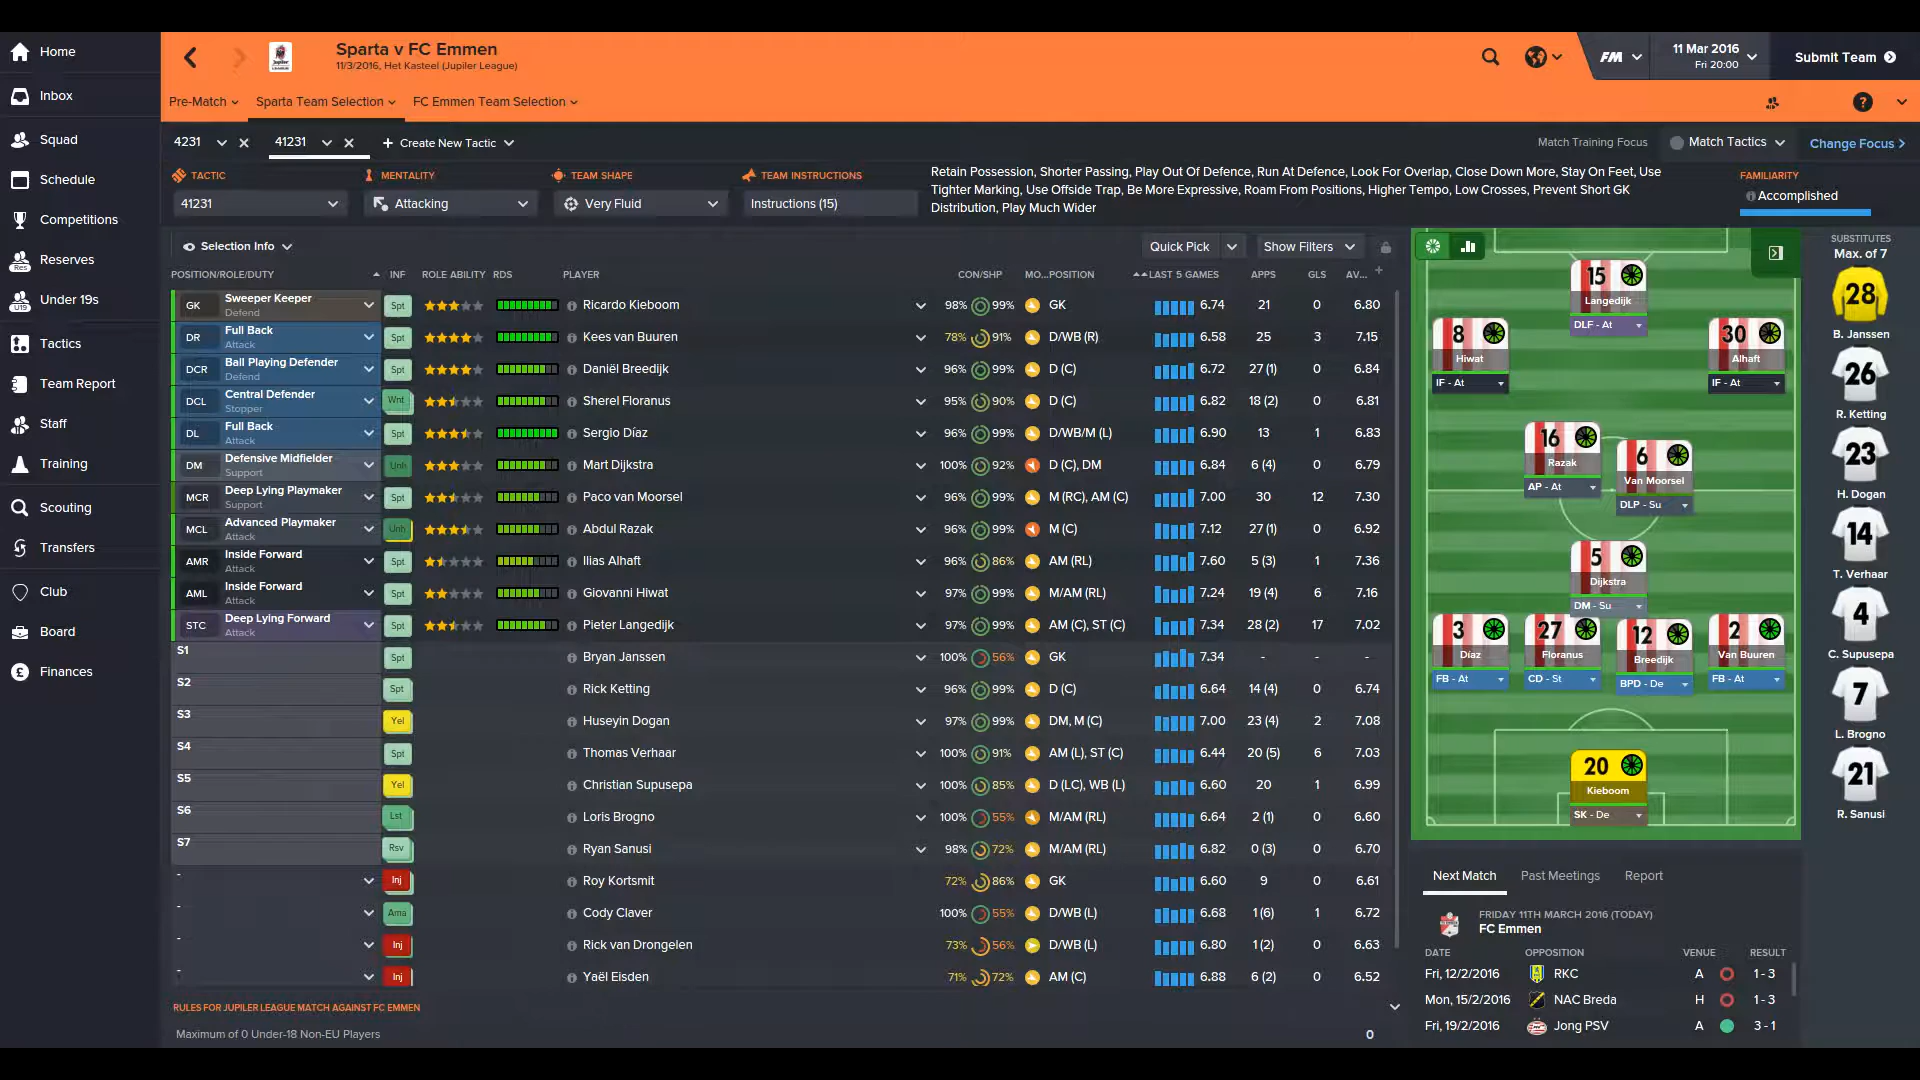 Home
Inbox
Squad
Schedule
Competitions
Res
Reserves
U19
Under 19s
Tactics
Team Report
Staff
Training
Scouting
Transfers
Club
Board
Finances
Sparta v FC Emmen
11/3/2016, Het Kasteel (Jupiler League)
FM
11 Mar 2016
Fri 20:00
Submit Team
Pre-Match
Sparta Team Selection
FC Emmen Team Selection
?
4231
41231
+ Create New Tactic
Match Training Focus
Match Tactics
Change Focus >
TACTIC
MENTALITY
TEAM SHAPE
TEAM INSTRUCTIONS
41231
Attacking
Very Fluid
Instructions (15)
Retain Possession, Shorter Passing, Play Out Of Defence, Run At Defence, Look For Overlap, Close Down More, Stay On Feet, Use
Tighter Marking, Use Offside Trap, Be More Expressive, Roam From Positions, Higher Tempo, Low Crosses, Prevent Short GK
Distribution, Play Much Wider
FAMILIARITY
Accomplished
Selection Info
Quick Pick
Show Filters
POSITION/ROLE/DUTY INF ROLE ABILITY RDS PLAYER CON/SHP MO... POSITION LAST 5 GAMES APPS GLS AV... +
GK Sweeper Keeper Defend Spt Ricardo Kieboom 98% 99% GK 6.74 21 0 6.80
DR Full Back Attack Spt Kees van Buuren 78% 91% D/WB (R) 6.58 25 3 7.15
DCR Ball Playing Defender Defend Spt Daniël Breedijk 96% 99% D (C) 6.72 27 (1) 0 6.84
DCL Central Defender Stopper Wnt Sherel Floranus 95% 90% D (C) 6.82 18 (2) 0 6.81
DL Full Back Attack Spt Sergio Díaz 96% 99% D/WB/M (L) 6.90 13 1 6.83
DM Defensive Midfielder Support Unh Mart Dijkstra 100% 92% D (C), DM 6.84 6 (4) 0 6.79
MCR Deep Lying Playmaker Support Spt Paco van Moorsel 96% 99% M (RC), AM (C) 7.00 30 12 7.30
MCL Advanced Playmaker Attack Unh Abdul Razak 96% 99% M (C) 7.12 27 (1) 0 6.92
AMR Inside Forward Attack Spt Ilias Alhaft 96% 86% AM (RL) 7.60 5 (3) 1 7.36
AML Inside Forward Attack Spt Giovanni Hiwat 97% 99% M/AM (RL) 7.24 19 (4) 6 7.16
STC Deep Lying Forward Attack Spt Pieter Langedijk 97% 99% AM (C), ST (C) 7.34 28 (2) 17 7.02
S1 Spt Bryan Janssen 100% 56% GK 7.34 - - -
S2 Spt Rick Ketting 96% 99% D (C) 6.64 14 (4) 0 6.74
S3 Yel Huseyin Dogan 97% 99% DM, M (C) 7.00 23 (4) 2 7.08
S4 Spt Thomas Verhaar 100% 91% AM (L), ST (C) 6.44 20 (5) 6 7.03
S5 Yel Christian Supusepa 100% 85% D (LC), WB (L) 6.60 20 1 6.99
S6 Lst Loris Brogno 100% 55% M/AM (RL) 6.64 2 (1) 0 6.60
S7 Rsv Ryan Sanusi 98% 72% M/AM (RL) 6.82 0 (3) 0 6.70
- Inj Roy Kortsmit 72% 86% GK 6.60 9 0 6.61
- Ama Cody Claver 100% 55% D/WB (L) 6.68 1 (6) 1 6.72
- Inj Rick van Drongelen 73% 56% D/WB (L) 6.80 1 (2) 0 6.63
- Inj Yaël Eisden 71% 72% AM (C) 6.88 6 (2) 0 6.52
RULES FOR JUPILER LEAGUE MATCH AGAINST FC EMMEN
Maximum of 0 Under-18 Non-EU Players 0
15
Langedijk
DLF - At
8
Hiwat
IF - At
30
Alhaft
IF - At
16
Razak
AP - At
6
Van Moorsel
DLP - Su
5
Dijkstra
DM - Su
3
Díaz
FB - At
27
Floranus
CD - St
12
Breedijk
BPD - De
2
Van Buuren
FB - At
20
Kieboom
SK - De
SUBSTITUTES
Max. of 7
28
B. Janssen
26
R. Ketting
23
H. Dogan
14
T. Verhaar
4
C. Supusepa
7
L. Brogno
21
R. Sanusi
Next Match
Past Meetings
Report
FRIDAY 11TH MARCH 2016 (TODAY)
FC Emmen
DATE OPPOSITION VENUE RESULT
Fri, 12/2/2016 RKC A 1 - 3
Mon, 15/2/2016 NAC Breda H 1 - 3
Fri, 19/2/2016 Jong PSV A 3 - 1